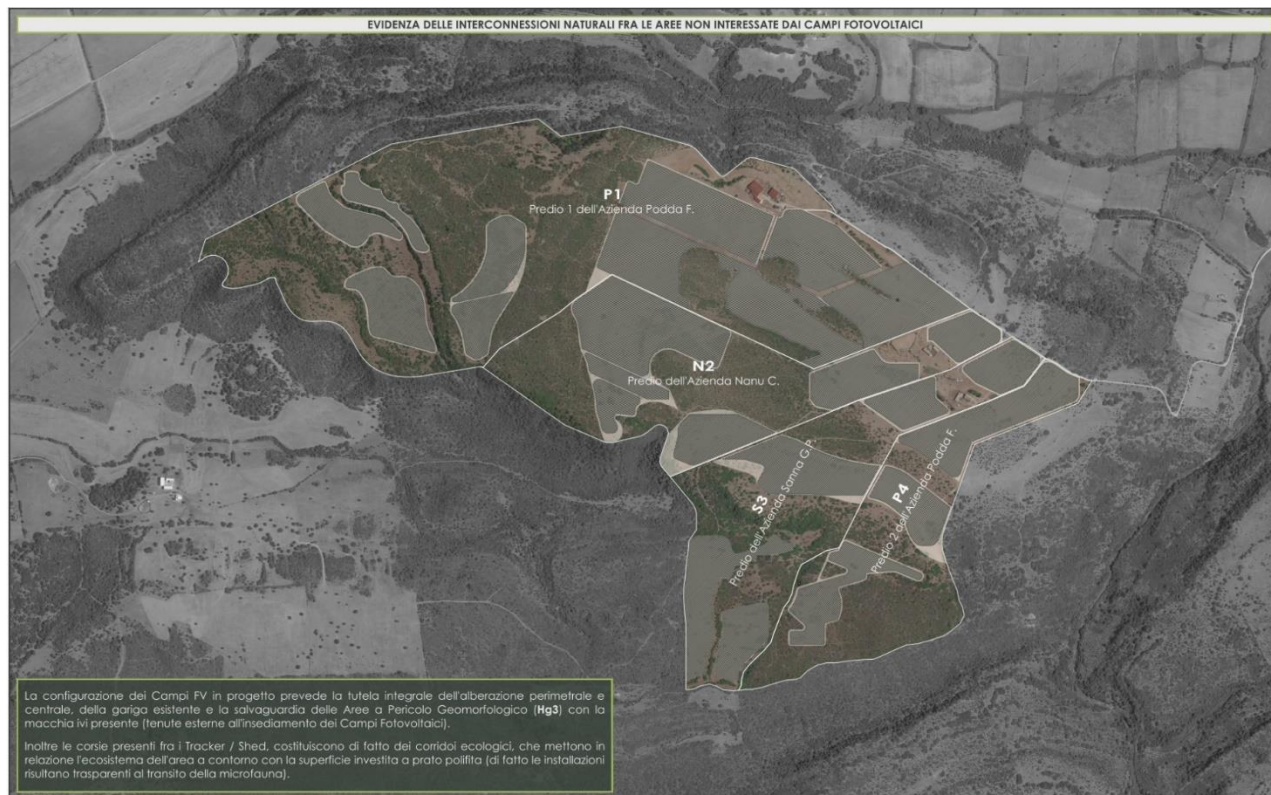 EVIDENZA DELLE INTERCONNESSIONI NATURALI FRA LE AREE NON INTERESSATE DAI CAMPI FOTOVOLTAICI
P1
Predio 1 dell'Azienda Podda F.
N2
Predio dell'Azienda Nanu C.
S3
Predio dell'Azienda Sanna G.P.
P4
Predio 2 dell'Azienda Podda F.
La configurazione dei Campi FV in progetto prevede la tutela integrale dell'alberazione perimetrale e
centrale, della gariga esistente e la salvaguardia delle Aree a Pericolo Geomorfologico (Hg3) con la
macchia ivi presente (tenute esterne all'insediamento dei Campi Fotovoltaici).
Inoltre le corsie presenti fra i Tracker / Shed, costituiscono di fatto dei corridoi ecologici, che mettono in
relazione l'ecosistema dell'area a contorno con la superficie investita a prato polifita (di fatto le installazioni
risultano trasparenti al transito della microfauna).